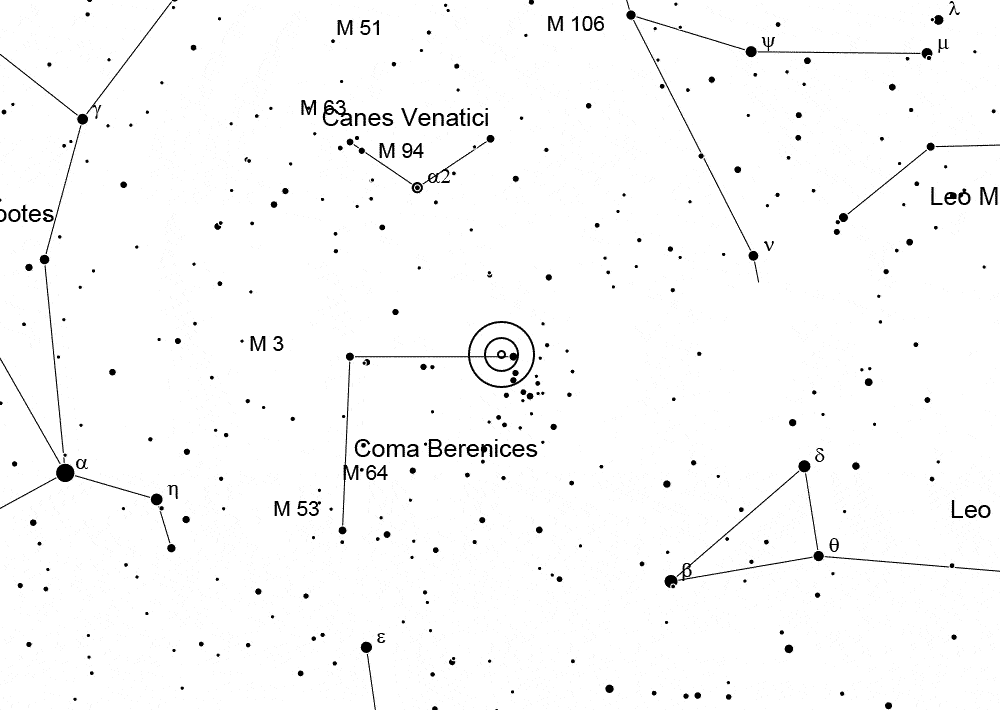 λ
M 51
M 106
ψ
μ
M 63
γ
Canes Venatici
M 94
α2
Leo M
ootes
ν
M 3
Coma Berenices
δ
α
M 64
η
M 53
Leo
θ
β
ε